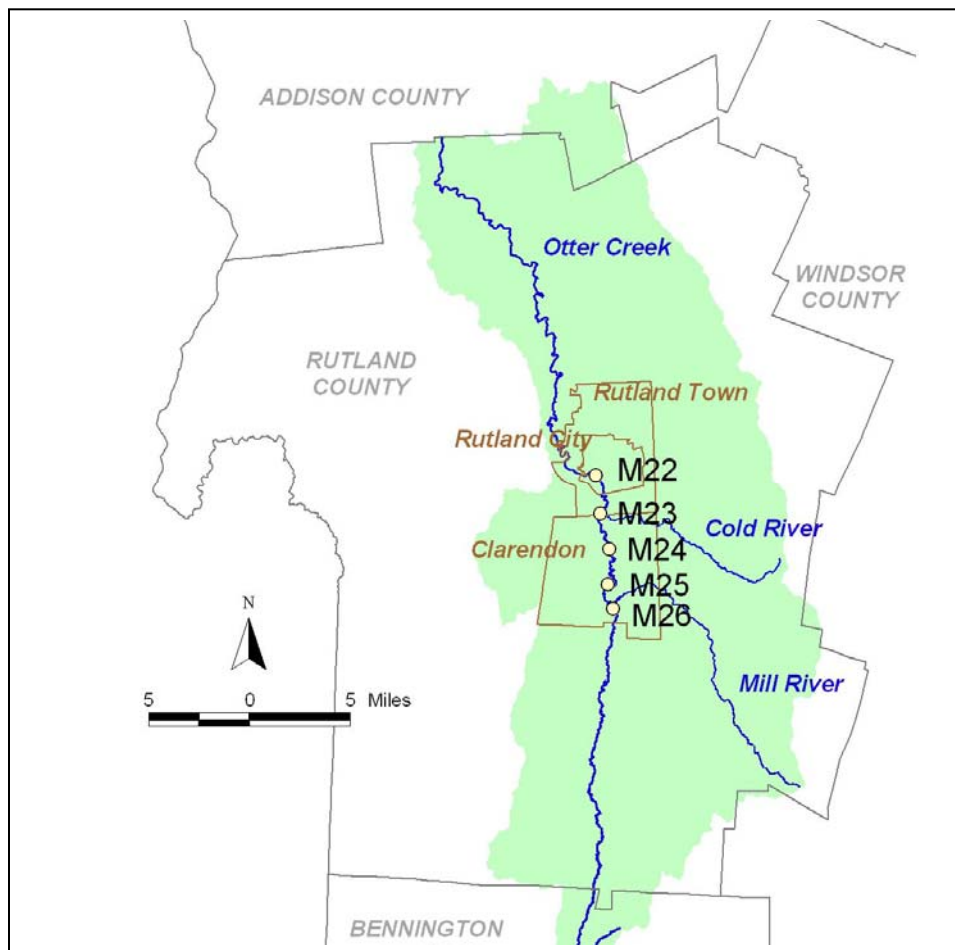 ADDISON COUNTY
Otter Creek
WINDSOR
COUNTY
RUTLAND
COUNTY
Rutland Town
Rutland City
M22
M23
Cold River
Clarendon
M24
M25
M26
N
Mill River
5 0 5 Miles
BENNINGTON